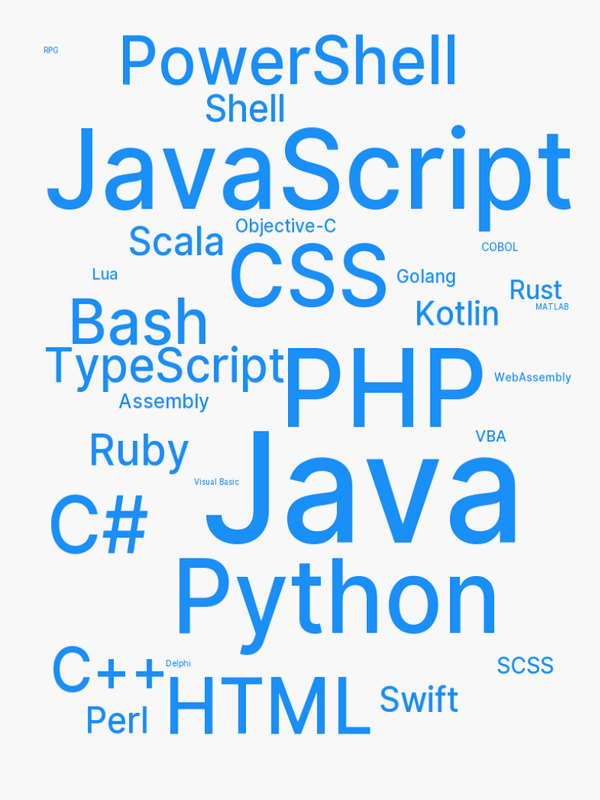 PowerShell
RPG
Shell
JavaScript
Objective-C
Scala
COBOL
CSS
Lua
Golang
Rust
MATLAB
Kotlin
Bash
TypeScript
PHP
WebAssembly
Assembly
VBA
Ruby
Visual Basic
Java
C#
Python
C++
Delphi
SCSS
HTML
Swift
Perl